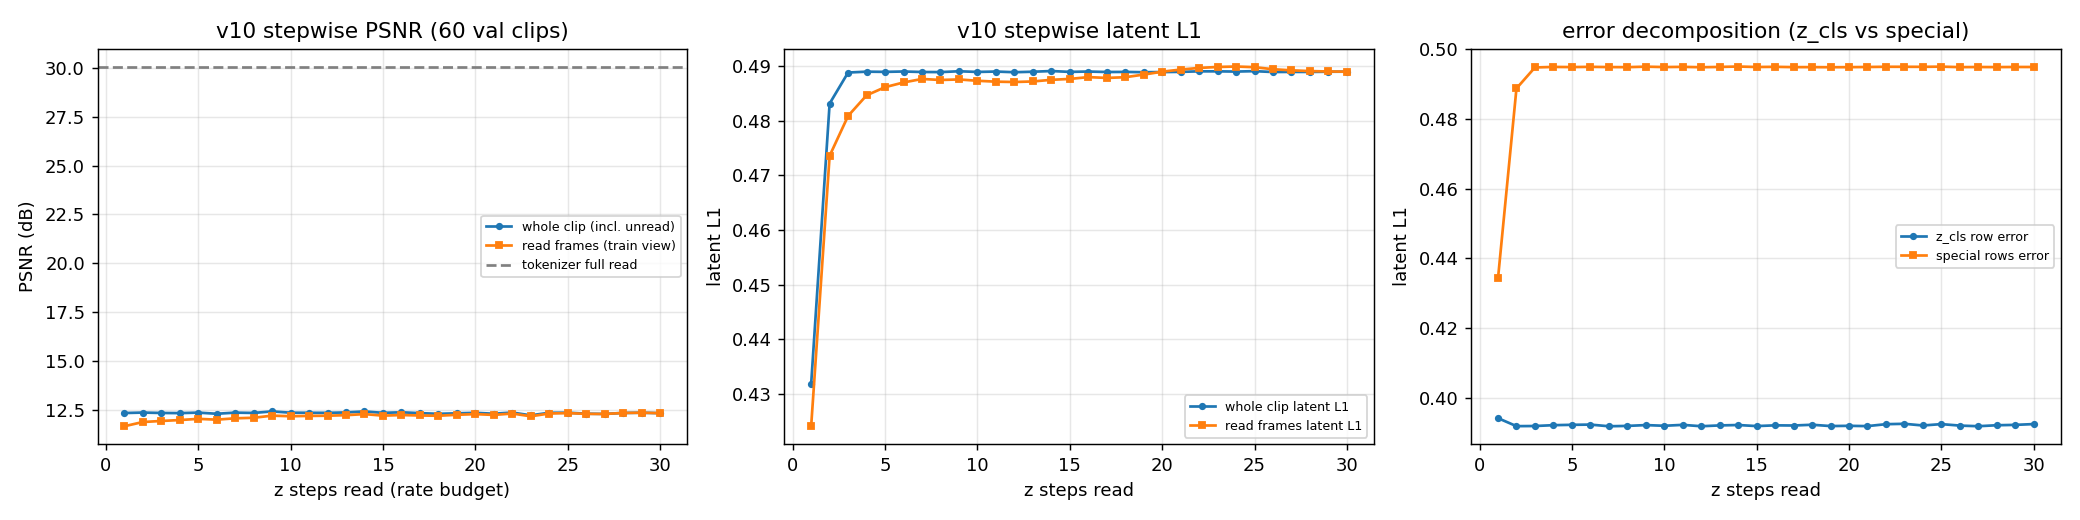 v10 stepwise PSNR (60 val clips)
PSNR (dB)
30.0
27.5
25.0
22.5
20.0
17.5
15.0
12.5
whole clip (incl. unread)
read frames (train view)
tokenizer full read
0 5 10 15 20 25 30
z steps read (rate budget)
v10 stepwise latent L1
latent L1
0.49
0.48
0.47
0.46
0.45
0.44
0.43
whole clip latent L1
read frames latent L1
0 5 10 15 20 25 30
z steps read
error decomposition (z_cls vs special)
latent L1
0.50
0.48
0.46
0.44
0.42
0.40
z_cls row error
special rows error
0 5 10 15 20 25 30
z steps read